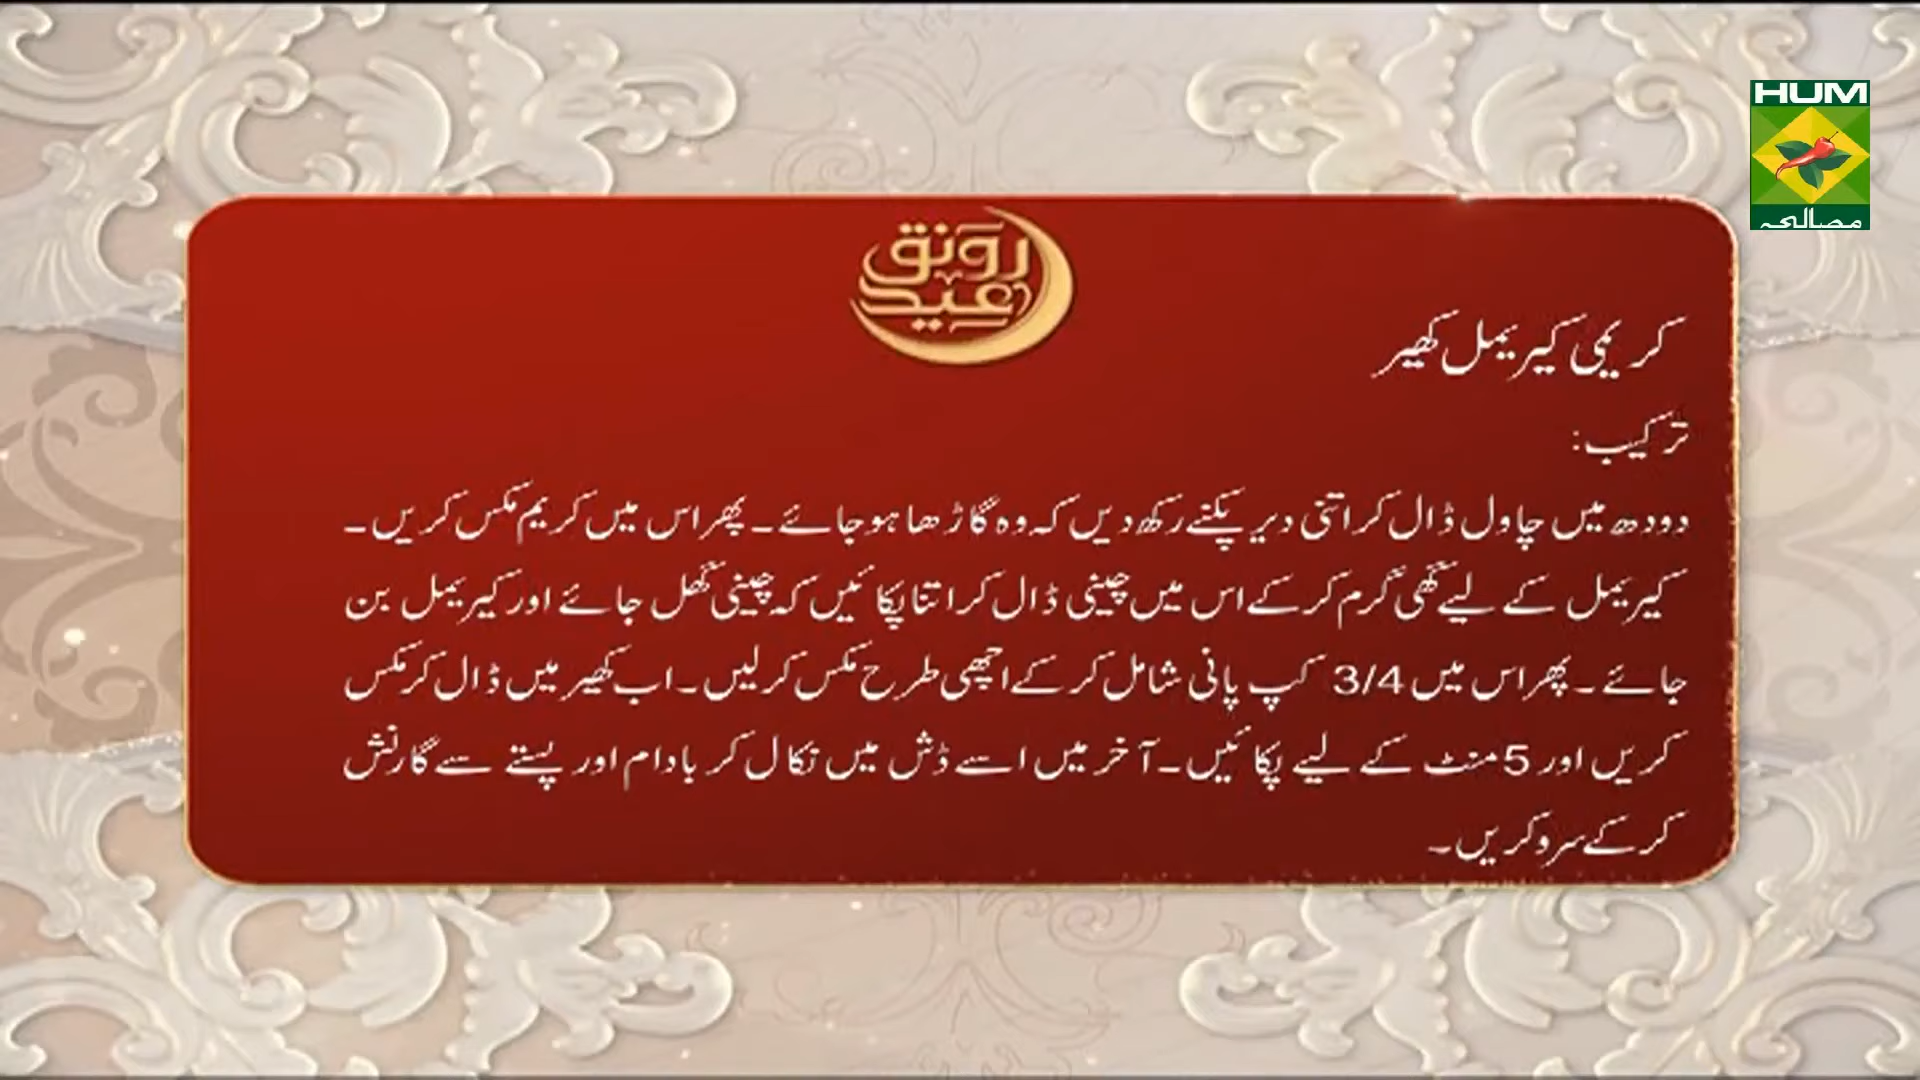 HUM
مصالحہ
رونق عید
کریمی کیریمل کھیر
ترکیب:
دودھ میں چاول ڈال کر اتنی دیر پکنے رکھ دیں کہ وہ گاڑھا ہو جائے۔ پھر اس میں کریم مکس کریں۔
کیریمل کے لیے گھی گرم کر کے اس میں چینی ڈال کر اتنا پکائیں کہ چینی گھل جائے اور کیریمل بن
جائے۔ پھر اس میں 3/4 کپ پانی شامل کر کے اچھی طرح مکس کر لیں۔ اب کھیر میں ڈال کر مکس
کریں اور 5 منٹ کے لیے پکائیں۔ آخر میں اسے ڈش میں نکال کر بادام اور پستے سے گارنش
کر کے سرو کریں۔